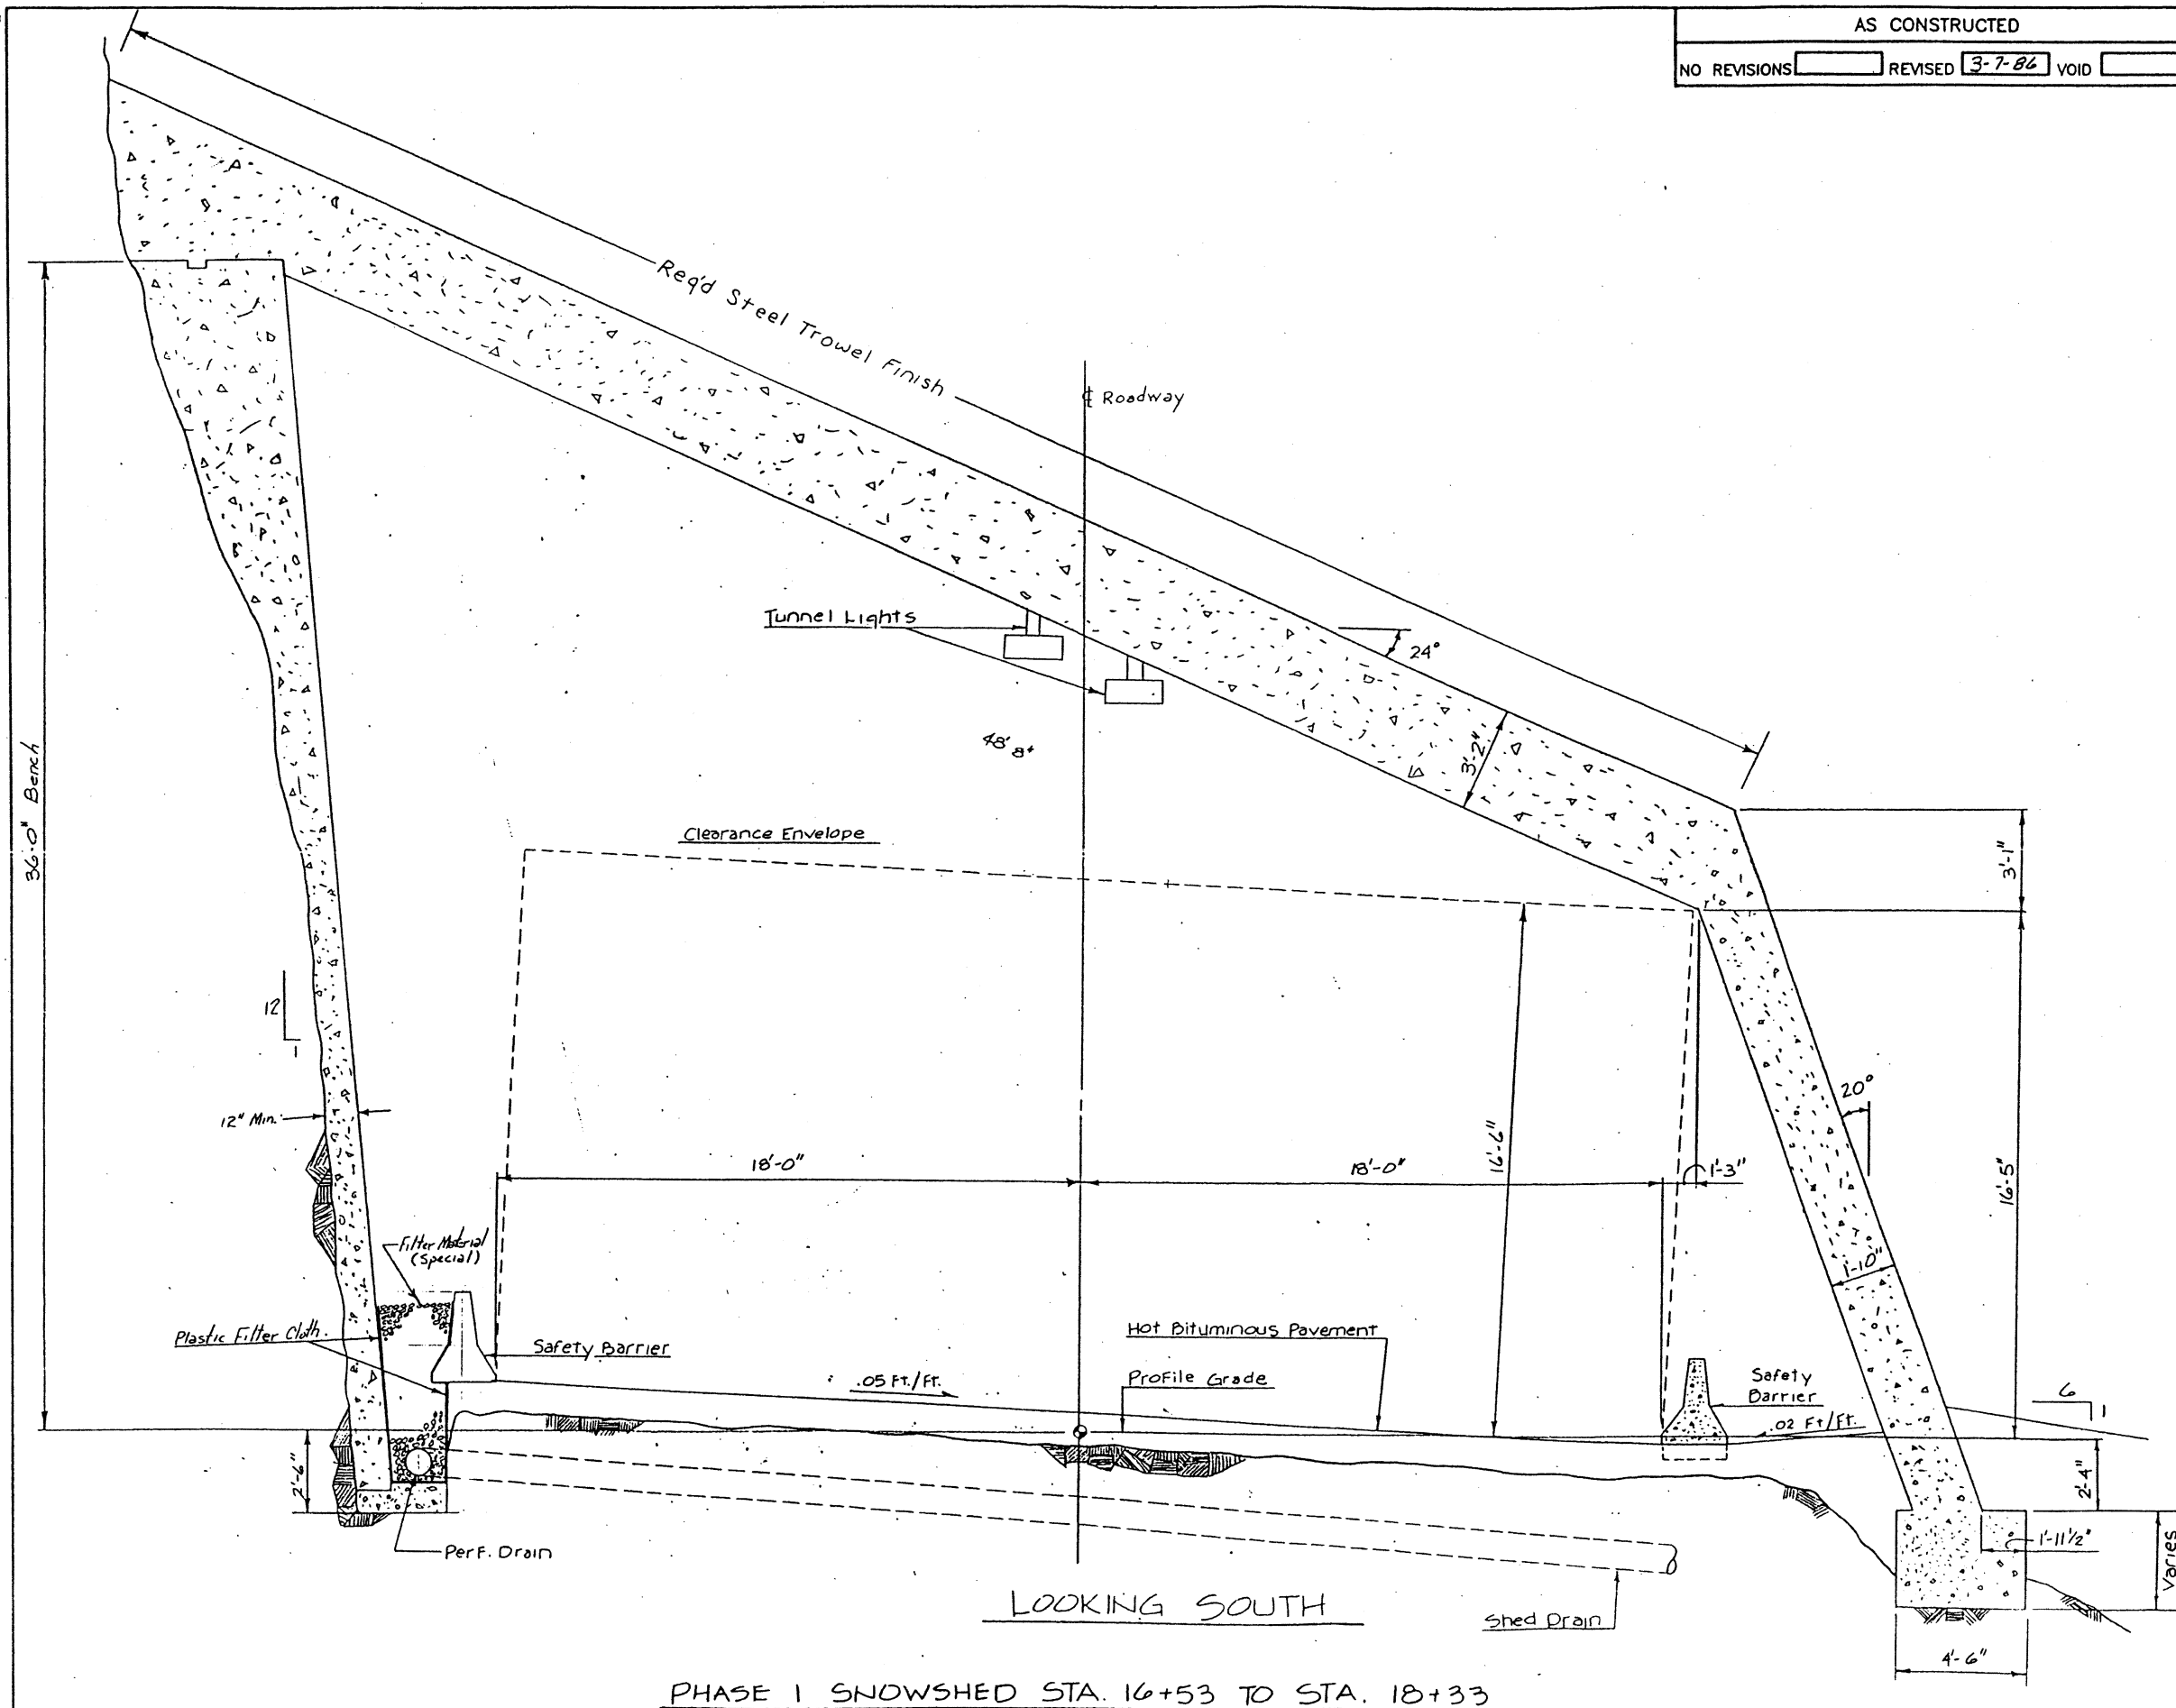 AS CONSTRUCTED
NO REVISIONS REVISED 3-7-86 VOID
Req'd Steel Trowel Finish
℄ Roadway
Tunnel Lights
24°
48' 8"
3'-2"
36'-0" Bench
Clearance Envelope
3'-1"
12
1
12" Min.
20°
18'-0"
18'-0"
16'-6"
1'-3"
16'-5"
Filter Material
(Special)
1'-10"
Plastic Filter Cloth
Safety Barrier
Hot Bituminous Pavement
.05 Ft./Ft.
Profile Grade
Safety
Barrier
.02 Ft/Ft.
6
1
2'-6"
2'-4"
Perf. Drain
1'-11 1/2"
Varies
LOOKING SOUTH
Shed Drain
4'-6"
PHASE 1 SNOWSHED STA. 16+53 TO STA. 18+33